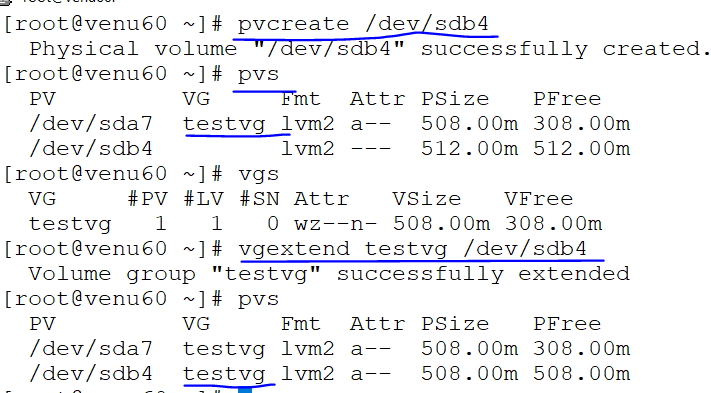 [root@venu60 ~]# pvcreate /dev/sdb4
  Physical volume "/dev/sdb4" successfully created.
[root@venu60 ~]# pvs
  PV         VG     Fmt  Attr PSize   PFree
  /dev/sda7  testvg lvm2 a--  508.00m 308.00m
  /dev/sdb4         lvm2 ---  512.00m 512.00m
[root@venu60 ~]# vgs
  VG     #PV #LV #SN Attr   VSize   VFree
  testvg   1   1   0 wz--n- 508.00m 308.00m
[root@venu60 ~]# vgextend testvg /dev/sdb4
  Volume group "testvg" successfully extended
[root@venu60 ~]# pvs
  PV         VG     Fmt  Attr PSize   PFree
  /dev/sda7  testvg lvm2 a--  508.00m 308.00m
  /dev/sdb4  testvg lvm2 a--  508.00m 508.00m
[root@venu60 ~]#